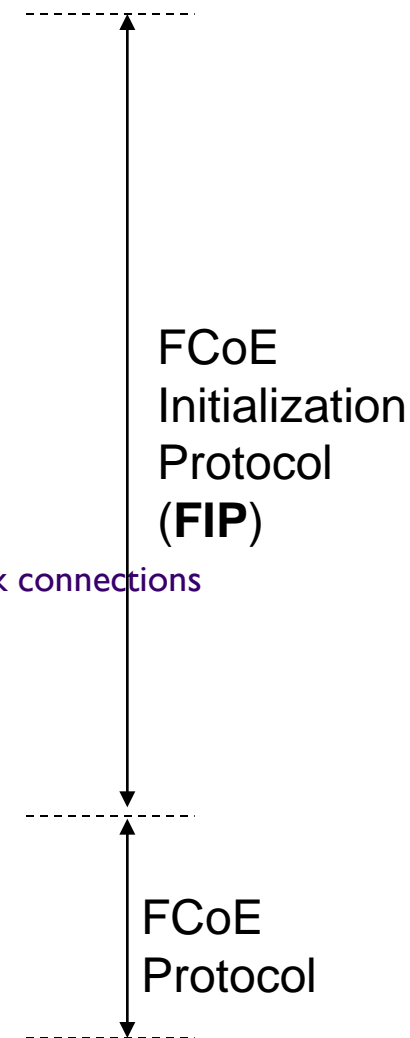 FCoE
Initialization
Protocol
(FIP)
connections
FCoE
Protocol